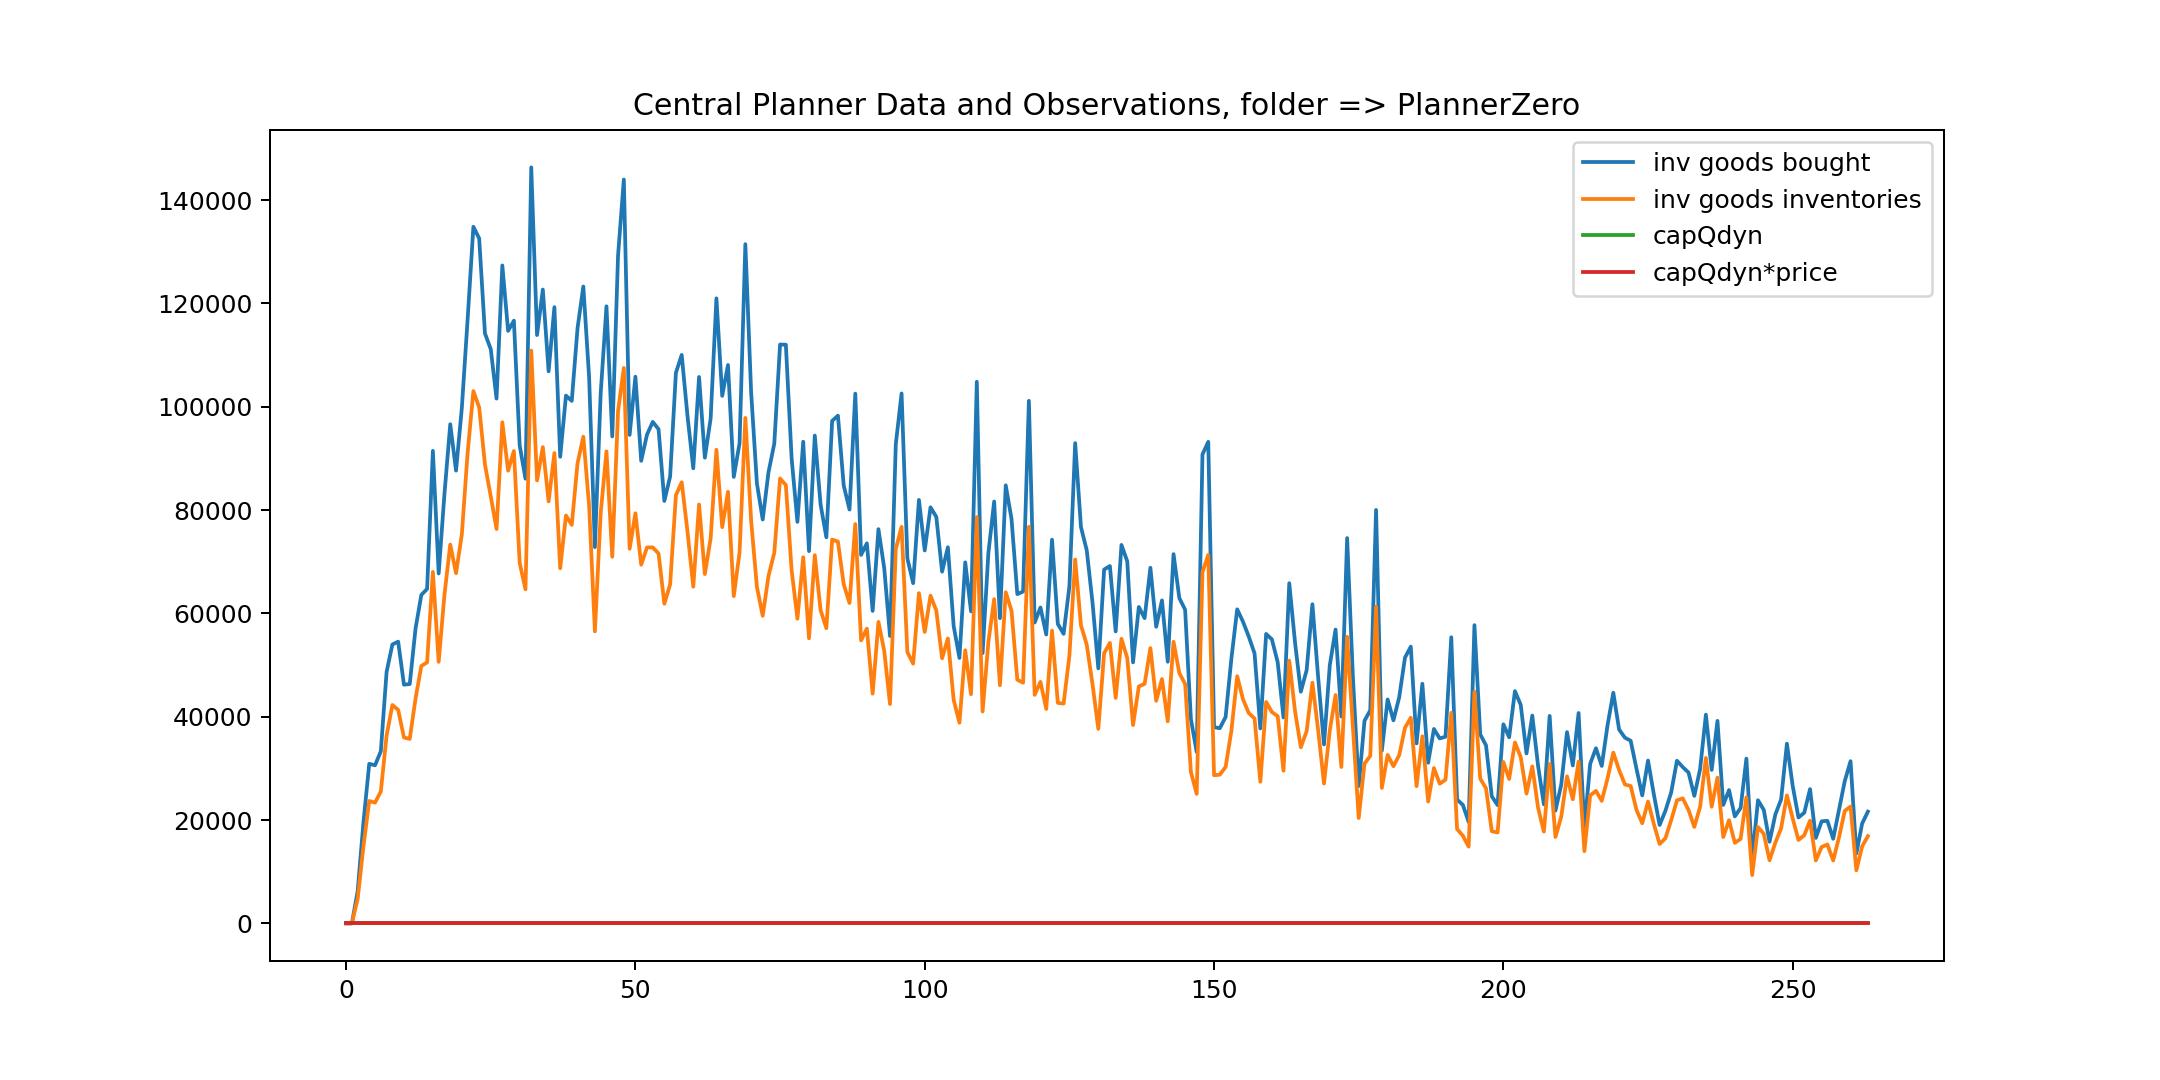 Central Planner Data and Observations, folder => PlannerZero
inv goods bought
inv goods inventories
capQdyn
capQdyn*price
140000
120000
100000
80000
60000
40000
20000
0
0 50 100 150 200 250